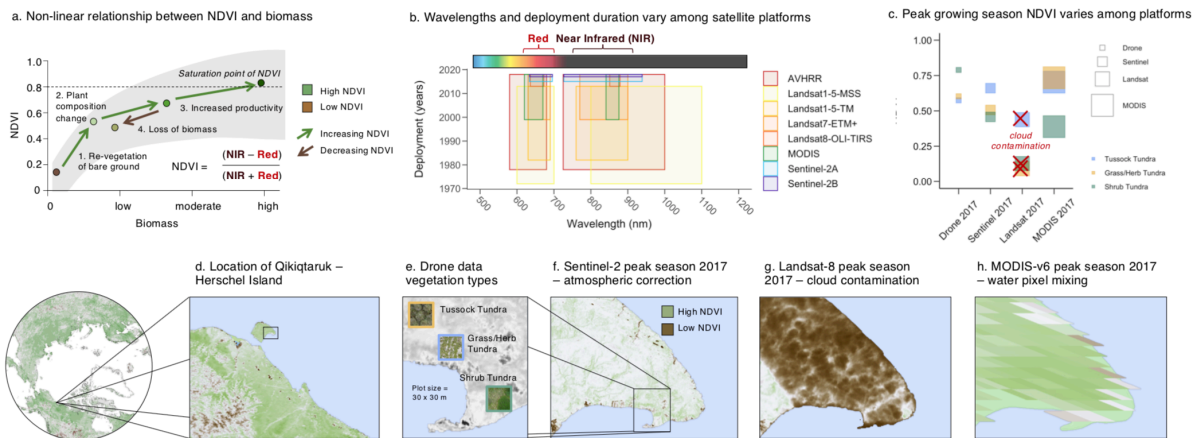 a. Non-linear relationship between NDVI and biomass
1.0
0.8
0.6
0.4
0.2
0
NDVI
Saturation point of NDVI
2. Plant
composition
change
3. Increased productivity
4. Loss of biomass
1. Re-vegetation
of bare ground
NDVI =
(NIR – Red)
(NIR + Red)
High NDVI
Low NDVI
Increasing NDVI
Decreasing NDVI
0
low
moderate
high
Biomass
b. Wavelengths and deployment duration vary among satellite platforms
Red
Near Infrared (NIR)
2020
2010
2000
1990
1980
1970
Deployment (years)
500
600
700
800
900
1000
1100
1200
Wavelength (nm)
AVHRR
Landsat1-5-MSS
Landsat1-5-TM
Landsat7-ETM+
Landsat8-OLI-TIRS
MODIS
Sentinel-2A
Sentinel-2B
c. Peak growing season NDVI varies among platforms
1.00
0.75
0.50
0.25
0.00
cloud
contamination
Drone 2017
Sentinel 2017
Landsat 2017
MODIS 2017
Drone
Sentinel
Landsat
MODIS
Tussock Tundra
Grass/Herb Tundra
Shrub Tundra
d. Location of Qikiqtaruk –
Herschel Island
e. Drone data
vegetation types
Tussock Tundra
Grass/Herb
Tundra
Shrub Tundra
Plot size =
30 x 30 m
f. Sentinel-2 peak season 2017
– atmospheric correction
High NDVI
Low NDVI
g. Landsat-8 peak season
2017 – cloud contamination
h. MODIS-v6 peak season 2017
– water pixel mixing